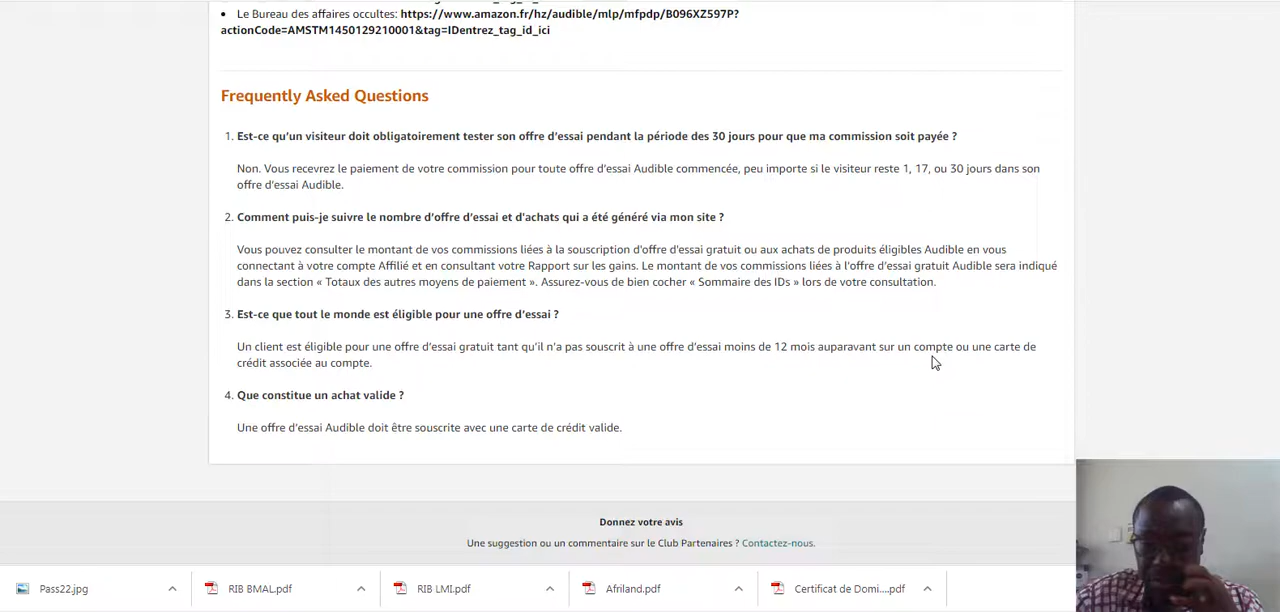 • Le Bureau des affaires occultes: https://www.amazon.fr/hz/audible/mlp/mfpdp/B096XZ597P?
actionCode=AMSTM1450129210001&tag=IDentrez_tag_id_ici
Frequently Asked Questions
1. Est-ce qu’un visiteur doit obligatoirement tester son offre d’essai pendant la période des 30 jours pour que ma commission soit payée ?
Non. Vous recevrez le paiement de votre commission pour toute offre d’essai Audible commencée, peu importe si le visiteur reste 1, 17, ou 30 jours dans son
offre d’essai Audible.
2. Comment puis-je suivre le nombre d’offre d’essai et d'achats qui a été généré via mon site ?
Vous pouvez consulter le montant de vos commissions liées à la souscription d'offre d'essai gratuit ou aux achats de produits éligibles Audible en vous
connectant à votre compte Affilié et en consultant votre Rapport sur les gains. Le montant de vos commissions liées à l’offre d’essai gratuit Audible sera indiqué
dans la section « Totaux des autres moyens de paiement ». Assurez-vous de bien cocher « Sommaire des IDs » lors de votre consultation.
3. Est-ce que tout le monde est éligible pour une offre d’essai ?
Un client est éligible pour une offre d’essai gratuit tant qu’il n’a pas souscrit à une offre d’essai moins de 12 mois auparavant sur un compte ou une carte de
crédit associée au compte.
4. Que constitue un achat valide ?
Une offre d’essai Audible doit être souscrite avec une carte de crédit valide.
Donnez votre avis
Une suggestion ou un commentaire sur le Club Partenaires ? Contactez-nous.
Pass22.jpg
RIB BMAL.pdf
RIB LMI.pdf
Afriland.pdf
Certificat de Domi....pdf